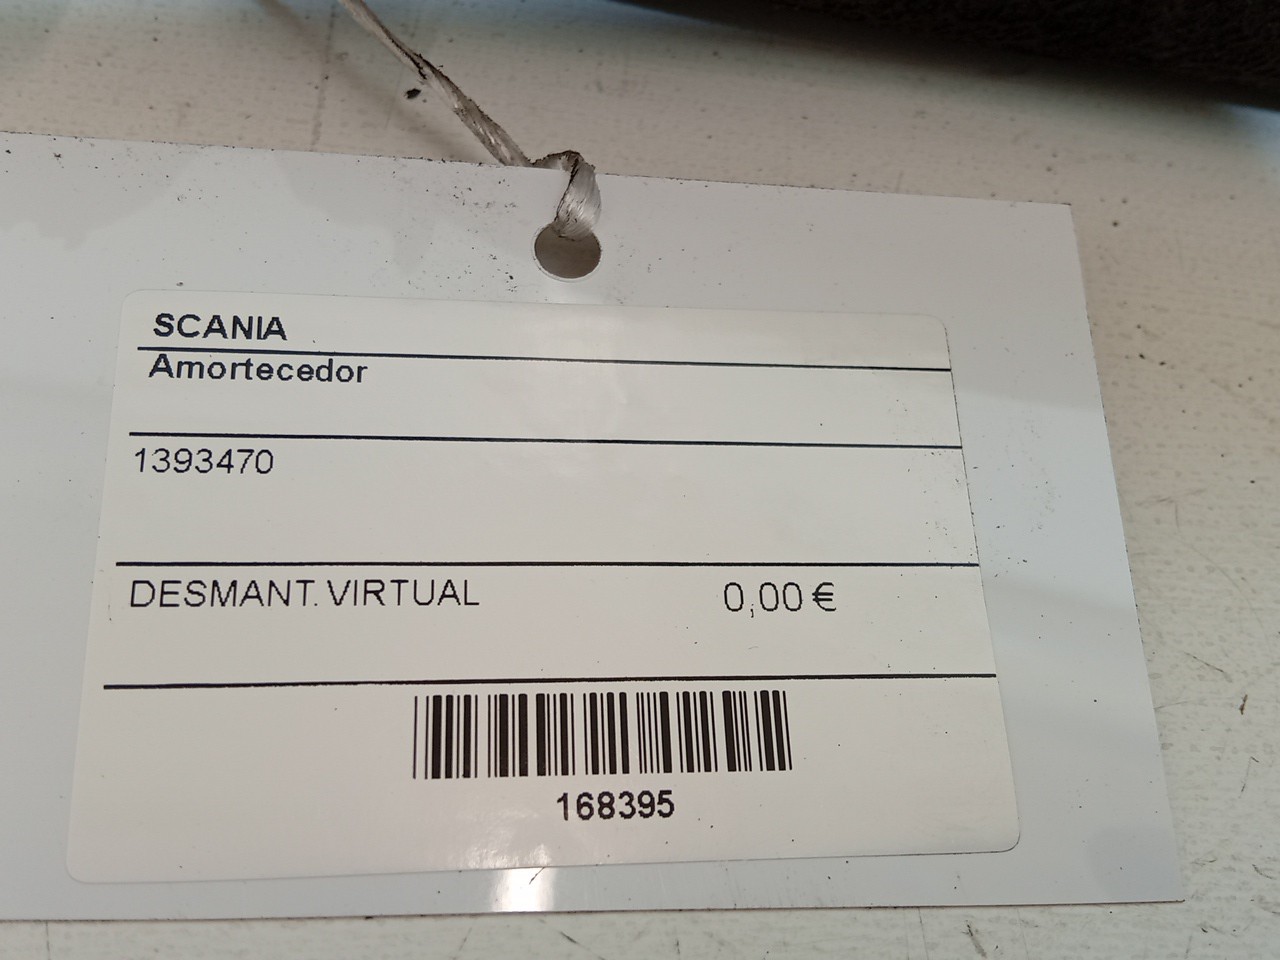 SCANIA
Amortecedor
1393470
DESMANT. VIRTUAL 0,00 €
168395